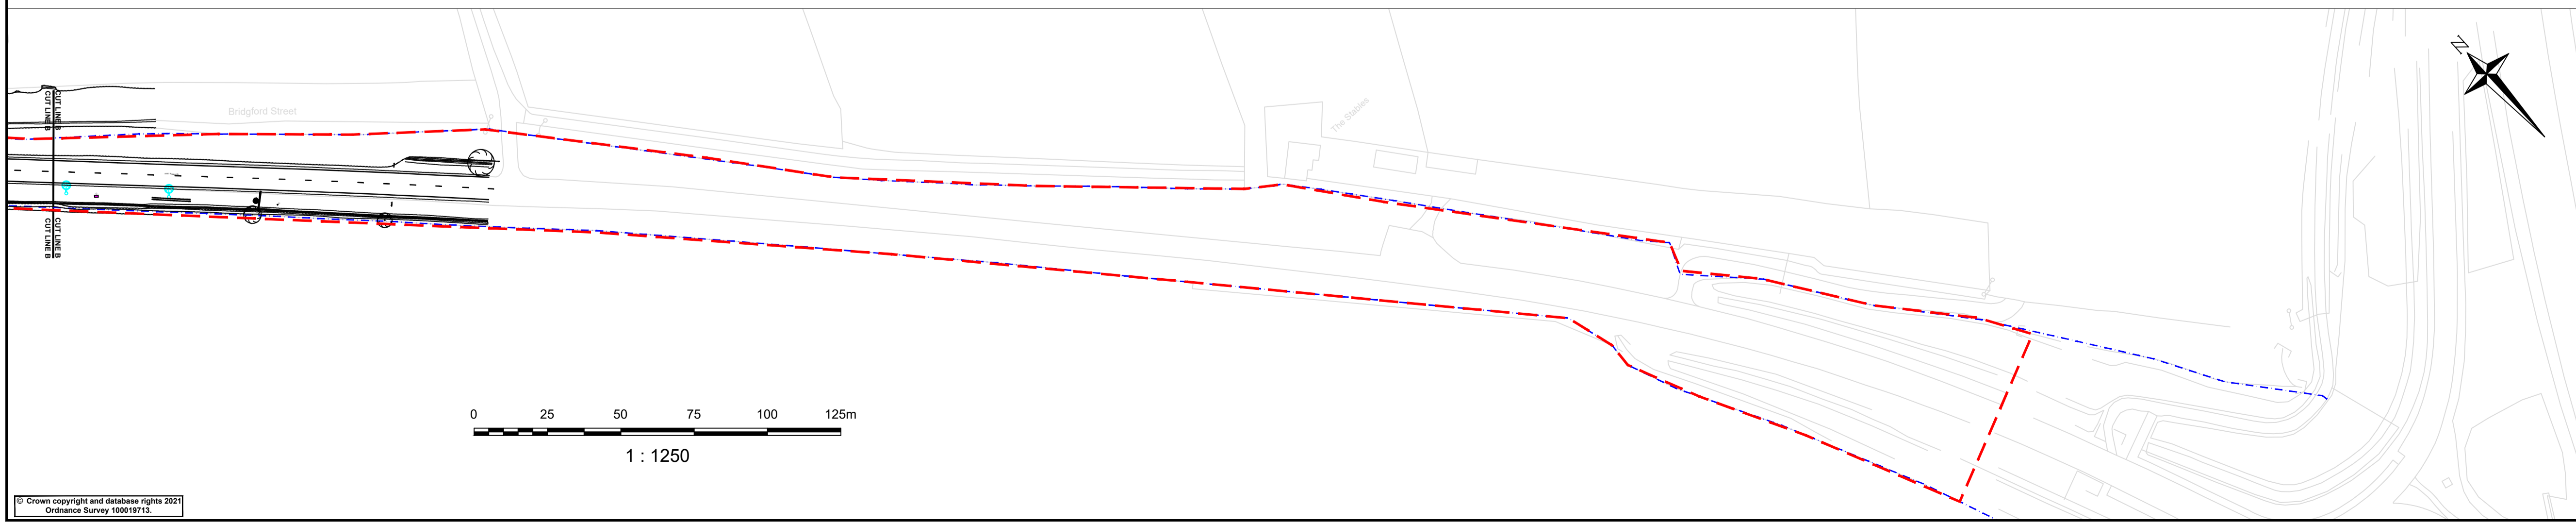 N
CUT LINE B
CUT LINE B
Bridgford Street
The Stables
CUT LINE B
CUT LINE B
0 25 50 75 100 125m
1 : 1250
© Crown copyright and database rights 2021
Ordnance Survey 100019713.